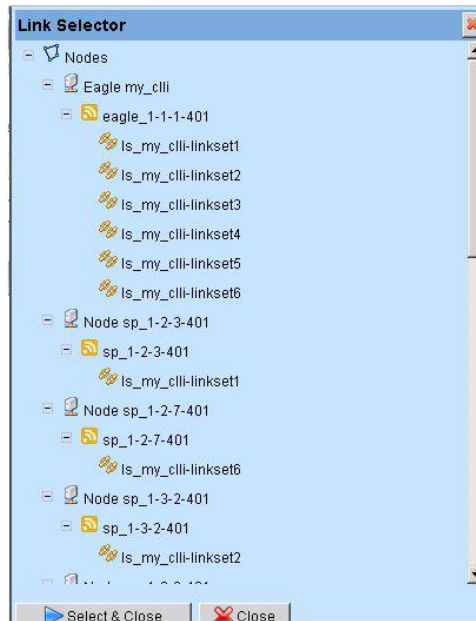 Link Selector
Nodes
Eagle my_clli
eagle_1-1-1-401
ls_my_clli-linkset1
ls_my_clli-linkset2
ls_my_clli-linkset3
ls_my_clli-linkset4
ls_my_clli-linkset5
ls_my_clli-linkset6
Node sp_1-2-3-401
sp_1-2-3-401
ls_my_clli-linkset1
Node sp_1-2-7-401
sp_1-2-7-401
ls_my_clli-linkset6
Node sp_1-3-2-401
sp_1-3-2-401
ls_my_clli-linkset2
Select & Close Close